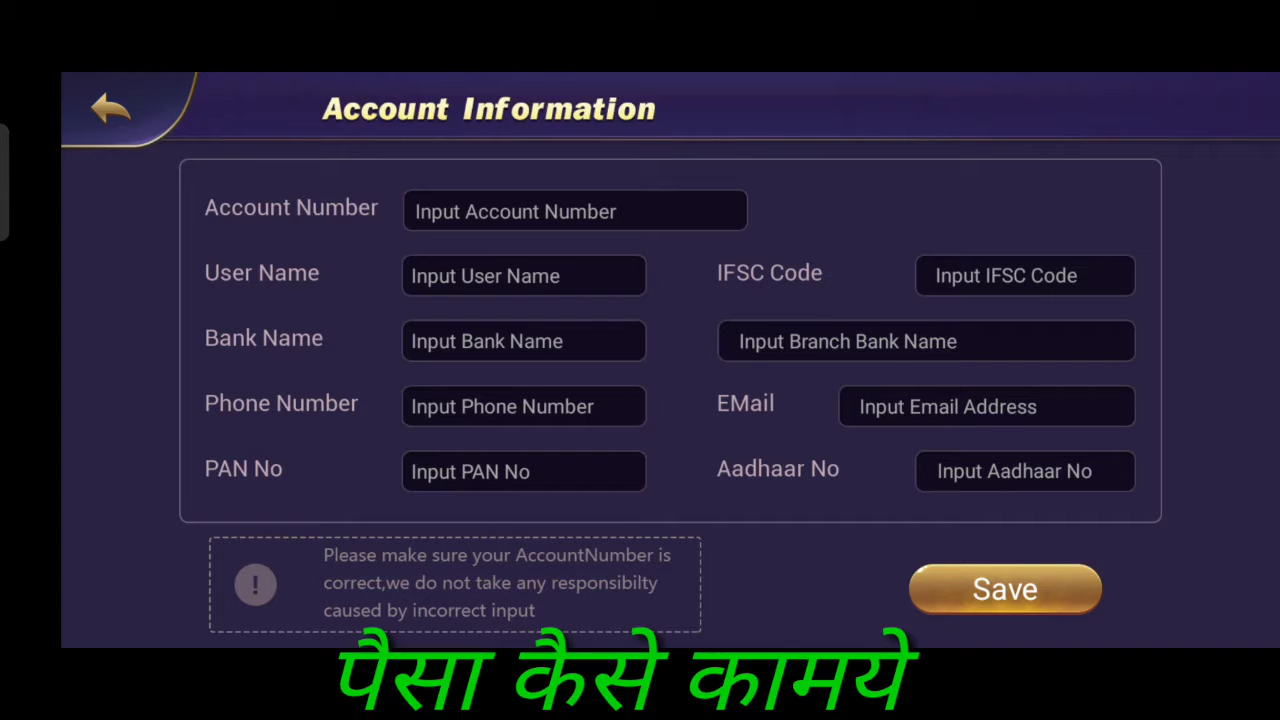 Account Information
Account Number Input Account Number
User Name Input User Name IFSC Code Input IFSC Code
Bank Name Input Bank Name Input Branch Bank Name
Phone Number Input Phone Number EMail Input Email Address
PAN No Input PAN No Aadhaar No Input Aadhaar No
! Please make sure your AccountNumber is
correct,we do not take any responsibilty
caused by incorrect input
Save
पैसा कैसे कामये